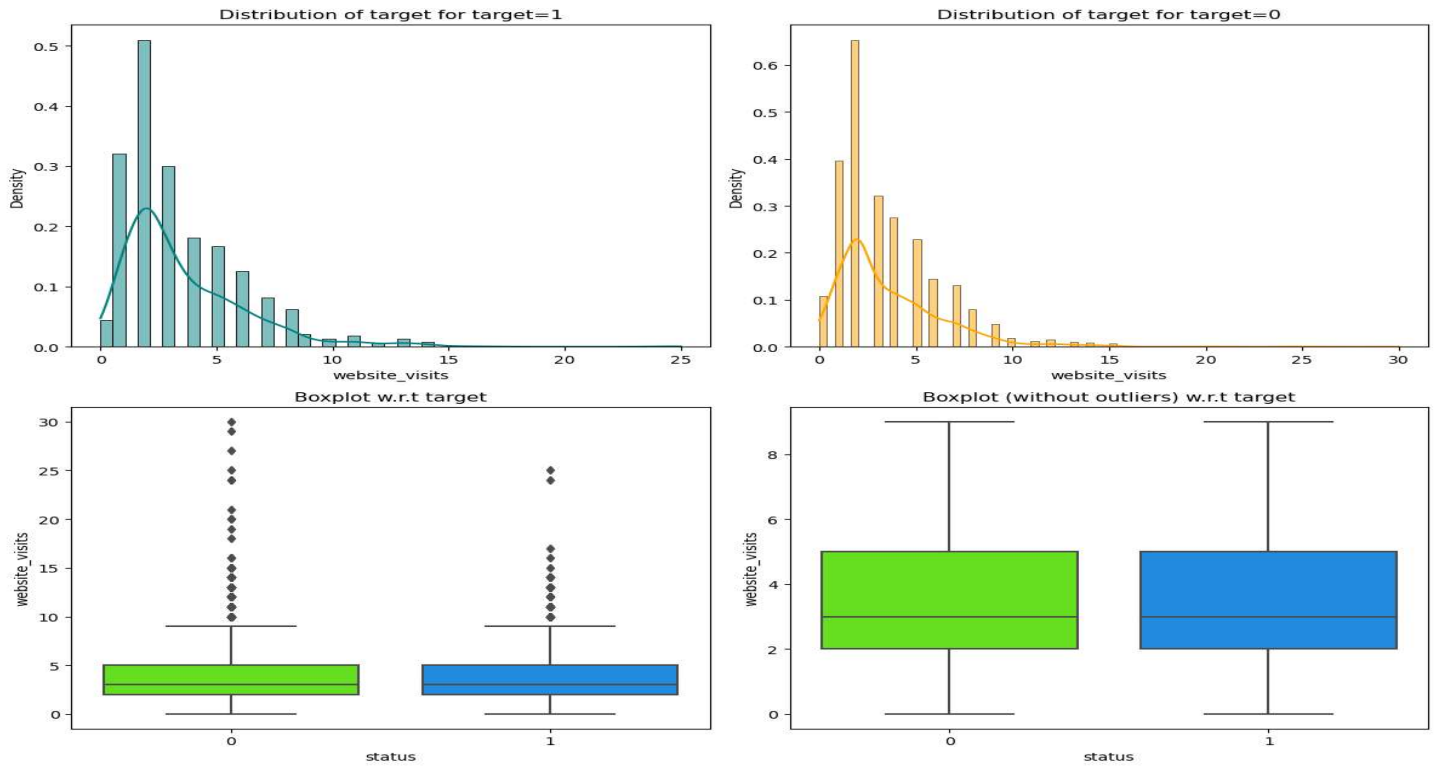 Distribution of target for target=1
0.5
0.4
0.3
0.2
0.1
0.0
Density
0 5 10 15 20 25
website_visits
Distribution of target for target=0
0.6
0.5
0.4
0.3
0.2
0.1
0.0
Density
0 5 10 15 20 25 30
website_visits
Boxplot w.r.t target
30
25
20
15
10
5
0
website_visits
0 1
status
Boxplot (without outliers) w.r.t target
8
6
4
2
0
website_visits
0 1
status